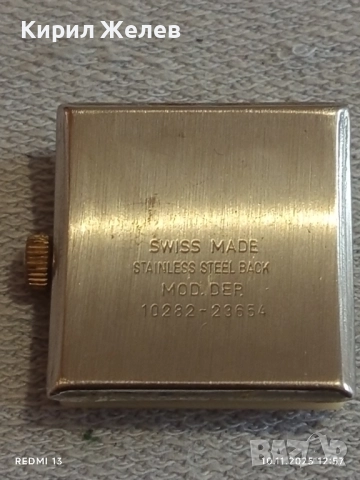 Кирил Желев
SWISS MADE
STAINLESS STEEL BACK
MOD. DEP.
10282-23654
REDMI 13
10.11.2025 12:57